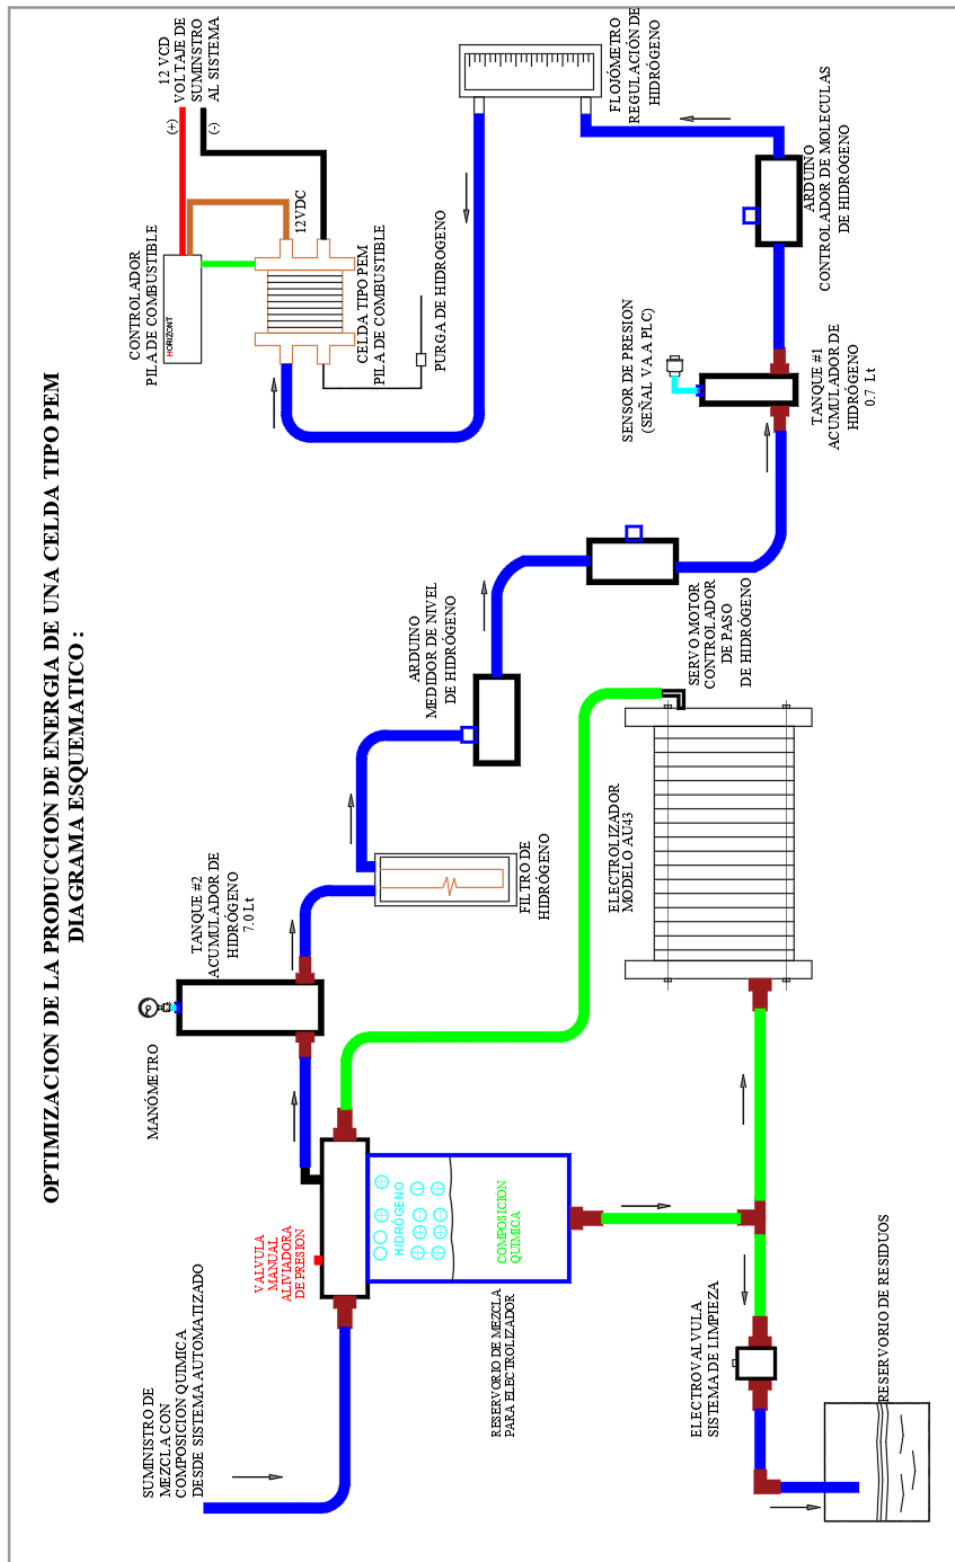 OPTIMIZACION DE LA PRODUCCION DE ENERGIA DE UNA CELDA TIPO PEM
DIAGRAMA ESQUEMATICO :
SUMINISTRO DE
MEZCLA CON
COMPOSICION QUIMICA
DESDE SISTEMA AUTOMATIZADO
VALVULA
MANUAL
ALIVIADORA
DE PRESION
MANÓMETRO
TANQUE #2
ACUMULADOR DE
HIDRÓGENO
7.0 Lt
HIDRÓGENO
COMPOSICIÓN
QUIMICA
RESERVORIO DE MEZCLA
PARA ELECTROLIZADOR
FILTRO DE
HIDRÓGENO
ARDUINO
MEDIDOR DE NIVEL
DE HIDRÓGENO
SERVO MOTOR
CONTROLADOR
DE PASO
DE HIDRÓGENO
ELECTROLIZADOR
MODELO AU43
ELECTROVALVULA
SISTEMA DE LIMPIEZA
RESERVORIO DE RESIDUOS
SENSOR DE PRESION
(SEÑAL VA A PLC)
TANQUE #1
ACUMULADOR DE
HIDRÓGENO
0.7 Lt
ARDUINO
CONTROLADOR DE MOLECULAS
DE HIDRÓGENO
FLOJÓMETRO
REGULACIÓN DE
HIDRÓGENO
CONTROLADOR
PILA DE COMBUSTIBLE
HORIZONT
12VDC
CELDA TIPO PEM
PILA DE COMBUSTIBLE
PURGA DE HIDROGENO
12 VCD
VOLTAJE DE
SUMINSTRO
AL SISTEMA
(+)
(-)